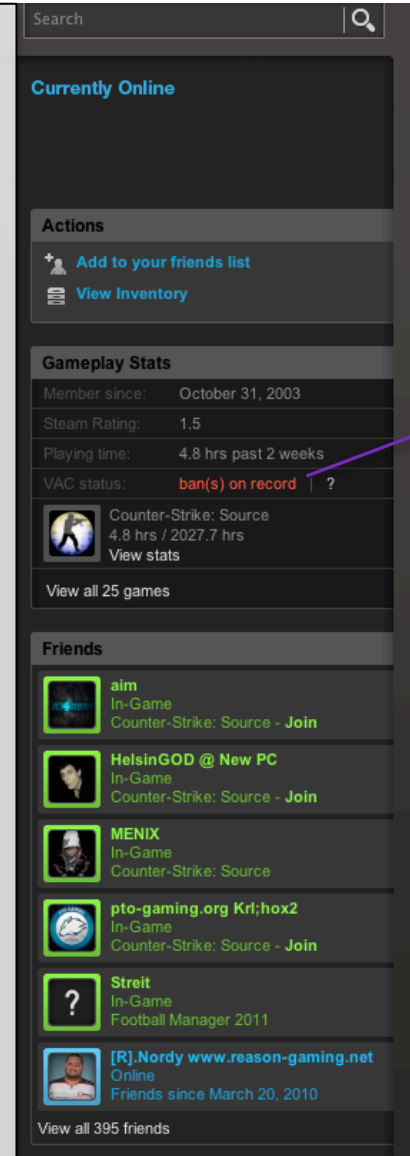 Search
Currently Online
Actions
Add to your friends list
View Inventory
Gameplay Stats
Member since: October 31, 2003
Steam Rating: 1.5
Playing time: 4.8 hrs past 2 weeks
VAC status: ban(s) on record | ?
Counter-Strike: Source
4.8 hrs / 2027.7 hrs
View stats
View all 25 games
Friends
aim
In-Game
Counter-Strike: Source - Join
HelsinGOD @ New PC
In-Game
Counter-Strike: Source - Join
MENIX
In-Game
Counter-Strike: Source
pto-gaming.org Krl;hox2
In-Game
Counter-Strike: Source - Join
?
Streit
In-Game
Football Manager 2011
[R].Nordy www.reason-gaming.net
Online
Friends since March 20, 2010
View all 395 friends